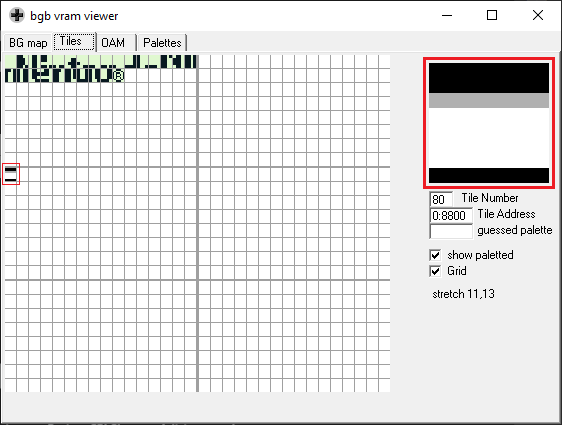 bgb vram viewer
BG map Tiles OAM Palettes
80 Tile Number
0:8800 Tile Address
guessed palette
show paletted
Grid
stretch 11,13